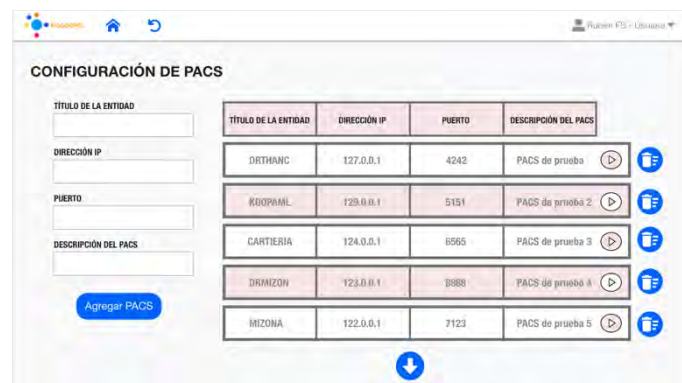 Rubén FS - Usuario
CONFIGURACIÓN DE PACS
TÍTULO DE LA ENTIDAD
DIRECCIÓN IP
PUERTO
DESCRIPCIÓN DEL PACS
Agregar PACS
TÍTULO DE LA ENTIDAD DIRECCIÓN IP PUERTO DESCRIPCIÓN DEL PACS
ORTHANC 127.0.0.1 4242 PACS de prueba
129.0.0.1 5151 PACS de prueba 2
CARTIERIA 124.0.0.1 6565 PACS de prueba 3
DRMIZON 123.0.0.1 8888 PACS de prueba 4
MIZONA 122.0.0.1 7123 PACS de prueba 5